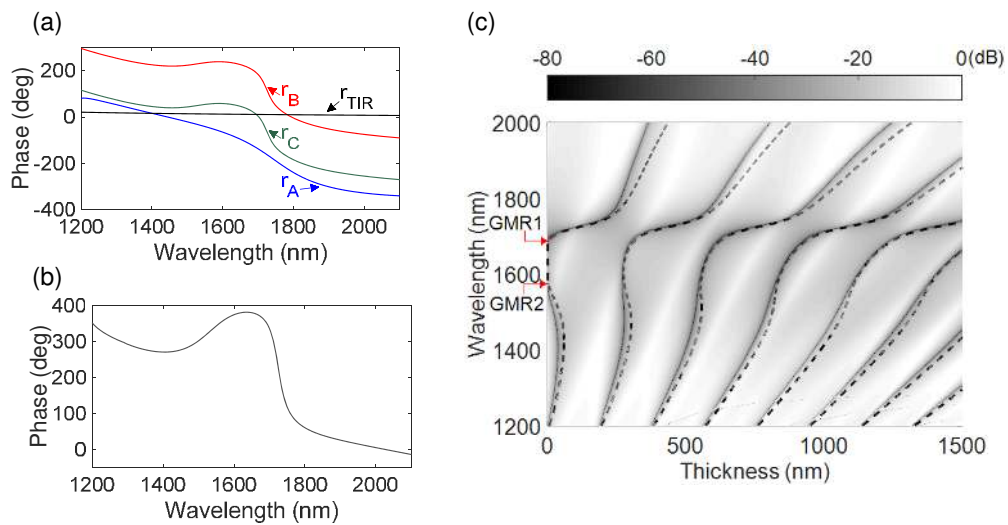 (a)
200
0
-200
-400
Phase (deg)
r_B
r_TIR
r_C
r_A
1200 1400 1600 1800 2000
Wavelength (nm)
(b)
400
300
200
100
0
Phase (deg)
1200 1400 1600 1800 2000
Wavelength (nm)
(c)
-80 -60 -40 -20 0(dB)
2000
1800
1600
1400
1200
Wavelength (nm)
GMR1
GMR2
0 500 1000 1500
Thickness (nm)